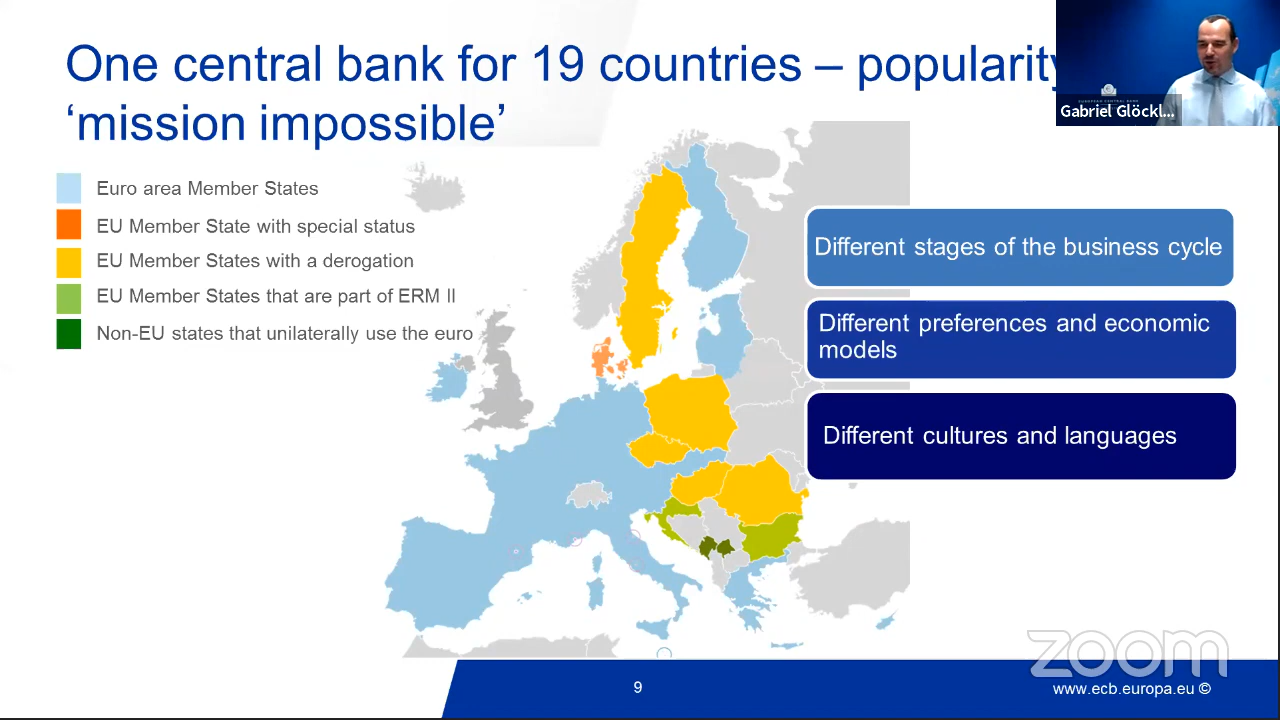 One central bank for 19 countries – popularity
‘mission impossible’
Gabriel Glöckl...
EUROPEAN CENTRAL BANK
Euro area Member States
EU Member State with special status
EU Member States with a derogation
EU Member States that are part of ERM II
Non-EU states that unilaterally use the euro
Different stages of the business cycle
Different preferences and economic
models
Different cultures and languages
zoom
9
www.ecb.europa.eu ©